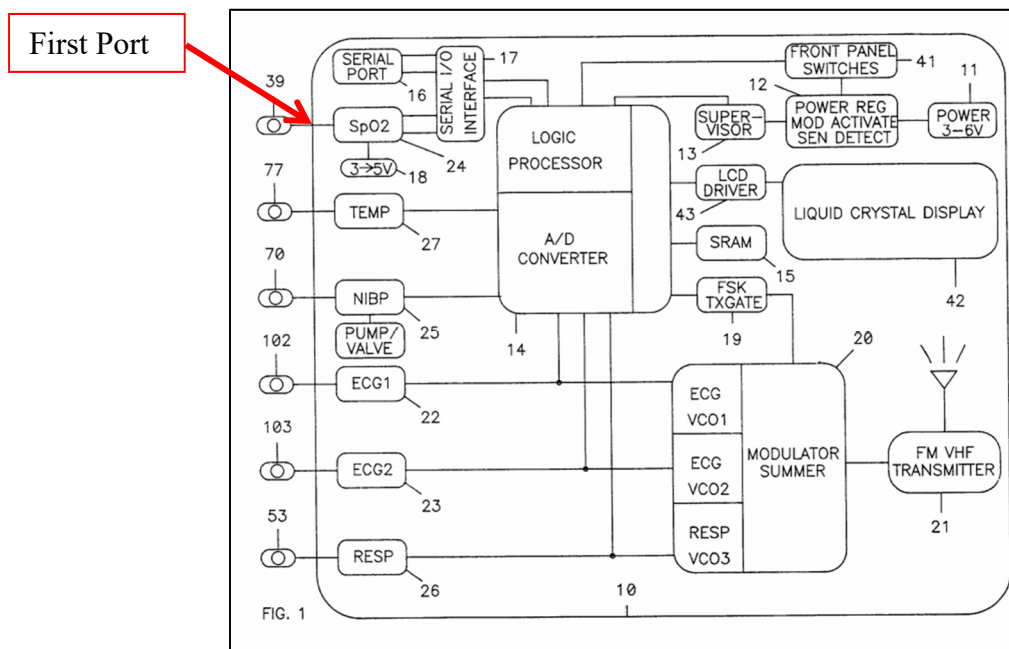 First Port
39
SERIAL
PORT
16
SERIAL I/O
INTERFACE
17
FRONT PANEL
SWITCHES
41
11
12
SpO2
24
3→5V
18
LOGIC
PROCESSOR
SUPER-
VISOR
13
POWER REG
MOD ACTIVATE
SEN DETECT
POWER
3–6V
77
TEMP
27
A/D
CONVERTER
LCD
DRIVER
43
LIQUID CRYSTAL DISPLAY
42
SRAM
15
70
NIBP
25
PUMP/
VALVE
14
FSK
TXGATE
19
20
102
ECG1
22
ECG
VCO1
103
ECG2
23
ECG
VCO2
MODULATOR
SUMMER
FM VHF
TRANSMITTER
21
53
RESP
26
RESP
VCO3
10
FIG. 1